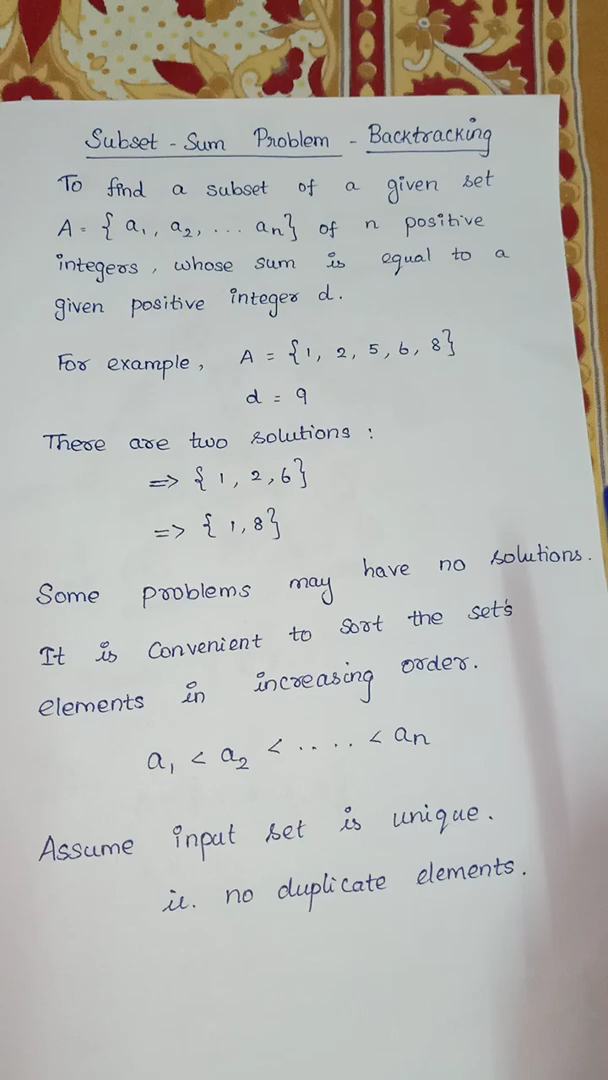 Subset - Sum Problem - Backtracking
To find a subset of a given set
A = { a1, a2, ... an} of n positive
integers, whose sum is equal to a
given positive integer d.
For example, A = {1, 2, 5, 6, 8}
d = 9
There are two solutions :
=> {1, 2, 6}
=> {1, 8}
Some problems may have no solutions.
It is convenient to sort the set's
elements in increasing order.
a1 < a2 < ..... < an
Assume input set is unique.
ie. no duplicate elements.